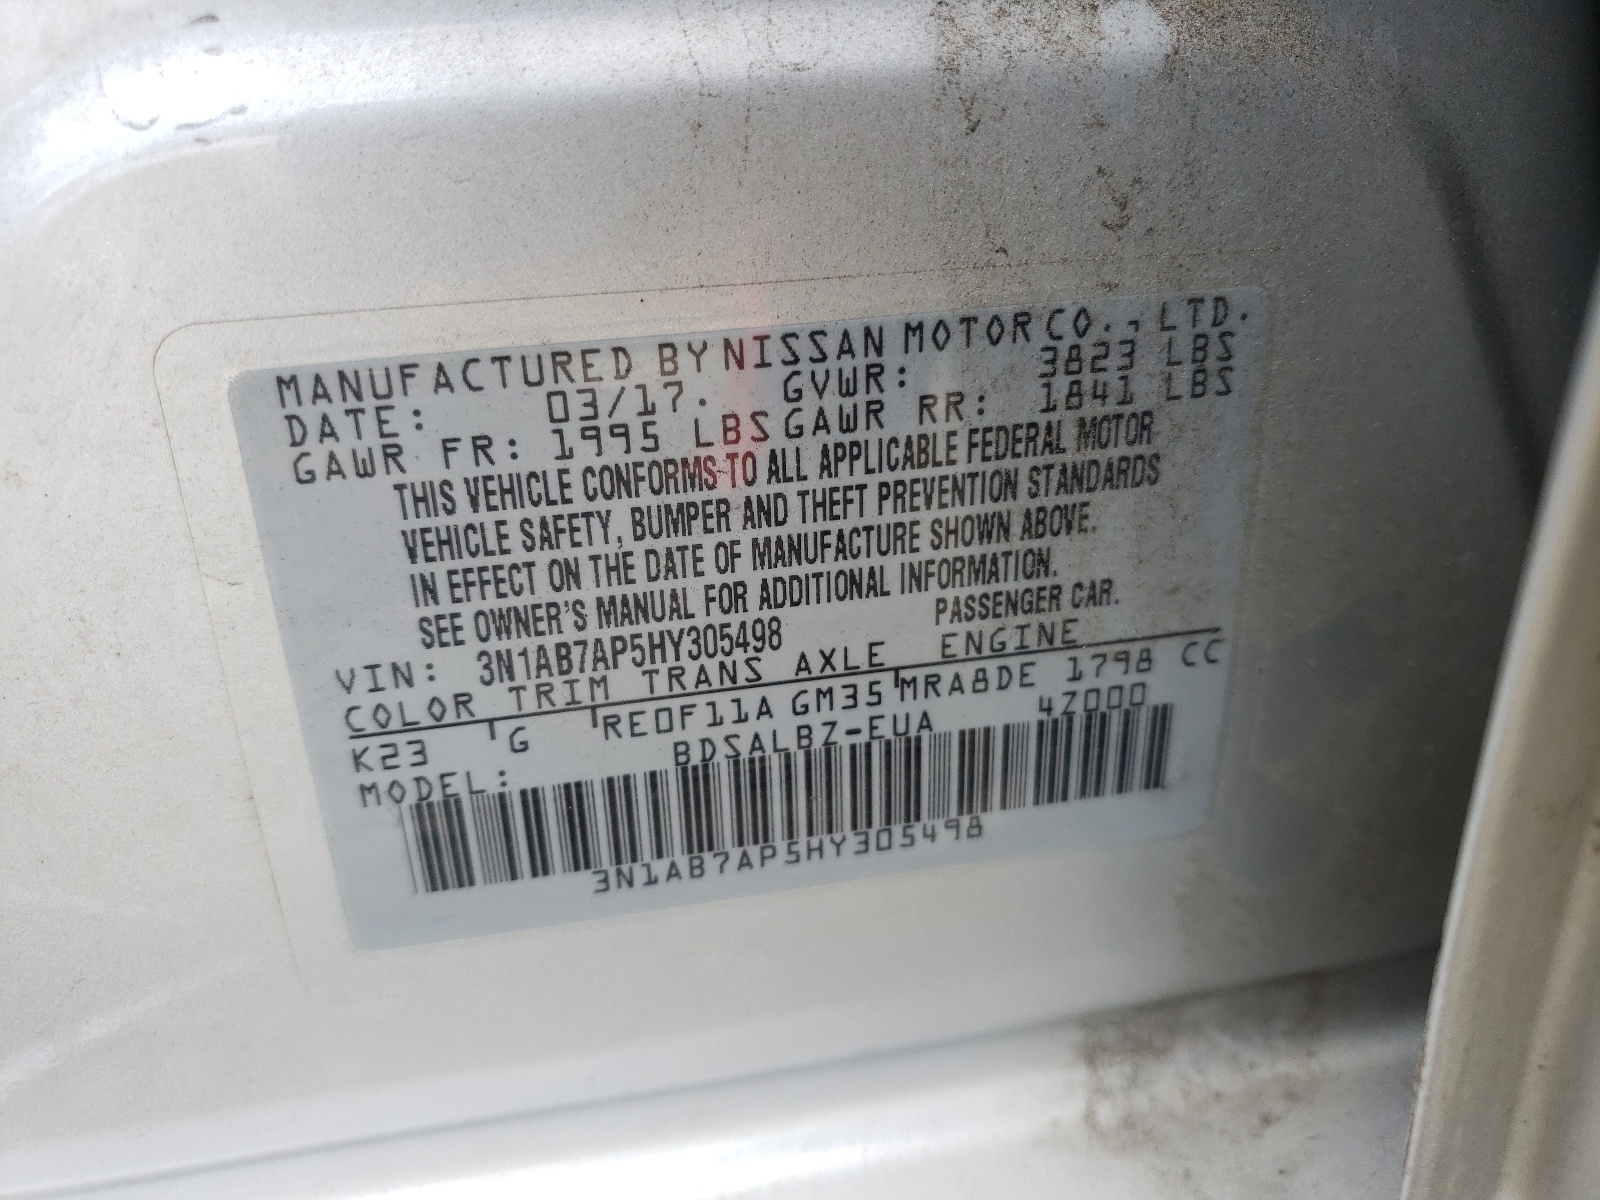 MANUFACTURED BY NISSAN MOTOR CO., LTD.
DATE: 03/17. GVWR: 3823 LBS
GAWR FR: 1995 LBS GAWR RR: 1841 LBS
THIS VEHICLE CONFORMS TO ALL APPLICABLE FEDERAL MOTOR
VEHICLE SAFETY, BUMPER AND THEFT PREVENTION STANDARDS
IN EFFECT ON THE DATE OF MANUFACTURE SHOWN ABOVE.
SEE OWNER'S MANUAL FOR ADDITIONAL INFORMATION.
VIN: 3N1AB7AP5HY305498 PASSENGER CAR.
COLOR TRIM TRANS AXLE ENGINE
K23 G RE0F11A GM35 MRA8DE 1798 CC
MODEL: BDSALBZ-EUA 4Z000
3N1AB7AP5HY305498